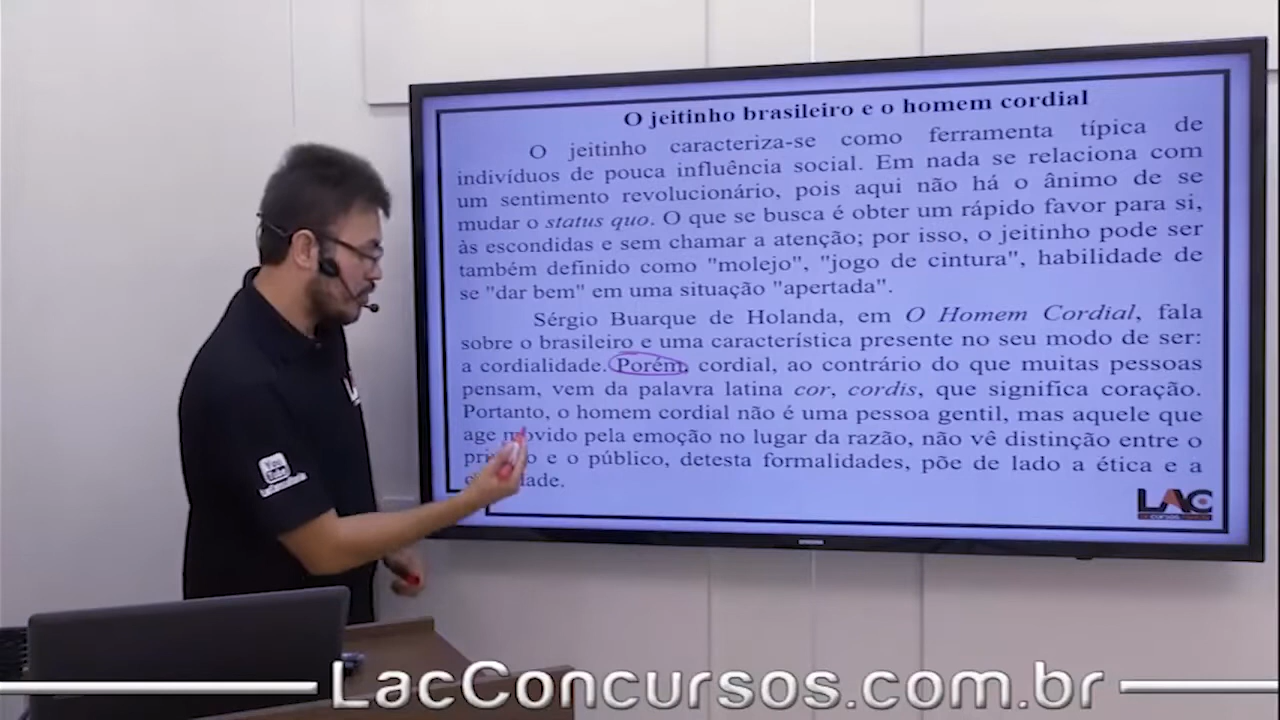 O jeitinho brasileiro e o homem cordial
O jeitinho caracteriza-se como ferramenta típica de
indivíduos de pouca influência social. Em nada se relaciona com
um sentimento revolucionário, pois aqui não há o ânimo de se
mudar o status quo. O que se busca é obter um rápido favor para si,
às escondidas e sem chamar a atenção; por isso, o jeitinho pode ser
também definido como "molejo", "jogo de cintura", habilidade de
se "dar bem" em uma situação "apertada".
Sérgio Buarque de Holanda, em O Homem Cordial, fala
sobre o brasileiro e uma característica presente no seu modo de ser:
a cordialidade. Porém, cordial, ao contrário do que muitas pessoas
pensam, vem da palavra latina cor, cordis, que significa coração.
Portanto, o homem cordial não é uma pessoa gentil, mas aquele que
age movido pela emoção no lugar da razão, não vê distinção entre o
e o público, detesta formalidades, põe de lado a ética e a
LAC
LacConcursos.com.br